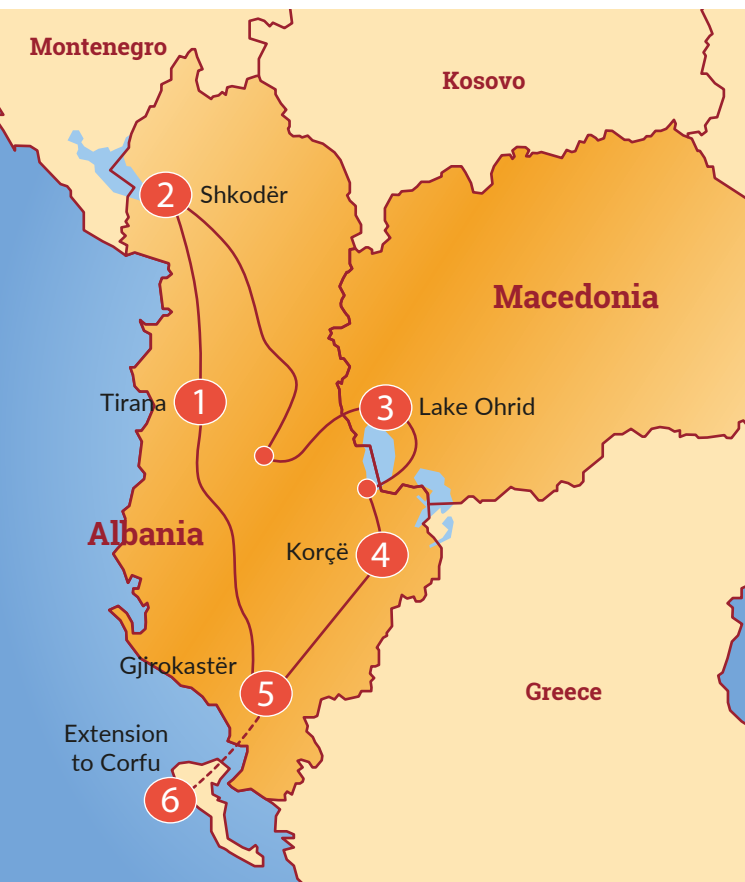 Montenegro
Kosovo
2 Shkodër
Macedonia
Tirana 1
3 Lake Ohrid
Albania
Korçë 4
Gjirokastër
5
Greece
Extension
to Corfu
6